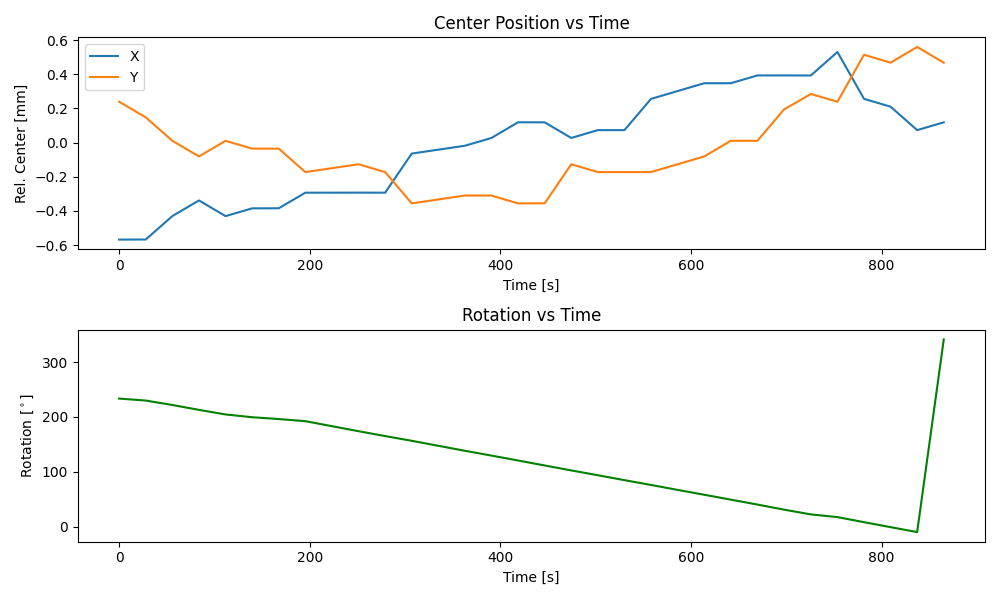 Center Position vs Time
Rel. Center [mm]
0.6
0.4
0.2
0.0
−0.2
−0.4
−0.6
X
Y
0 200 400 600 800
Time [s]
Rotation vs Time
Rotation [°]
300
200
100
0
0 200 400 600 800
Time [s]